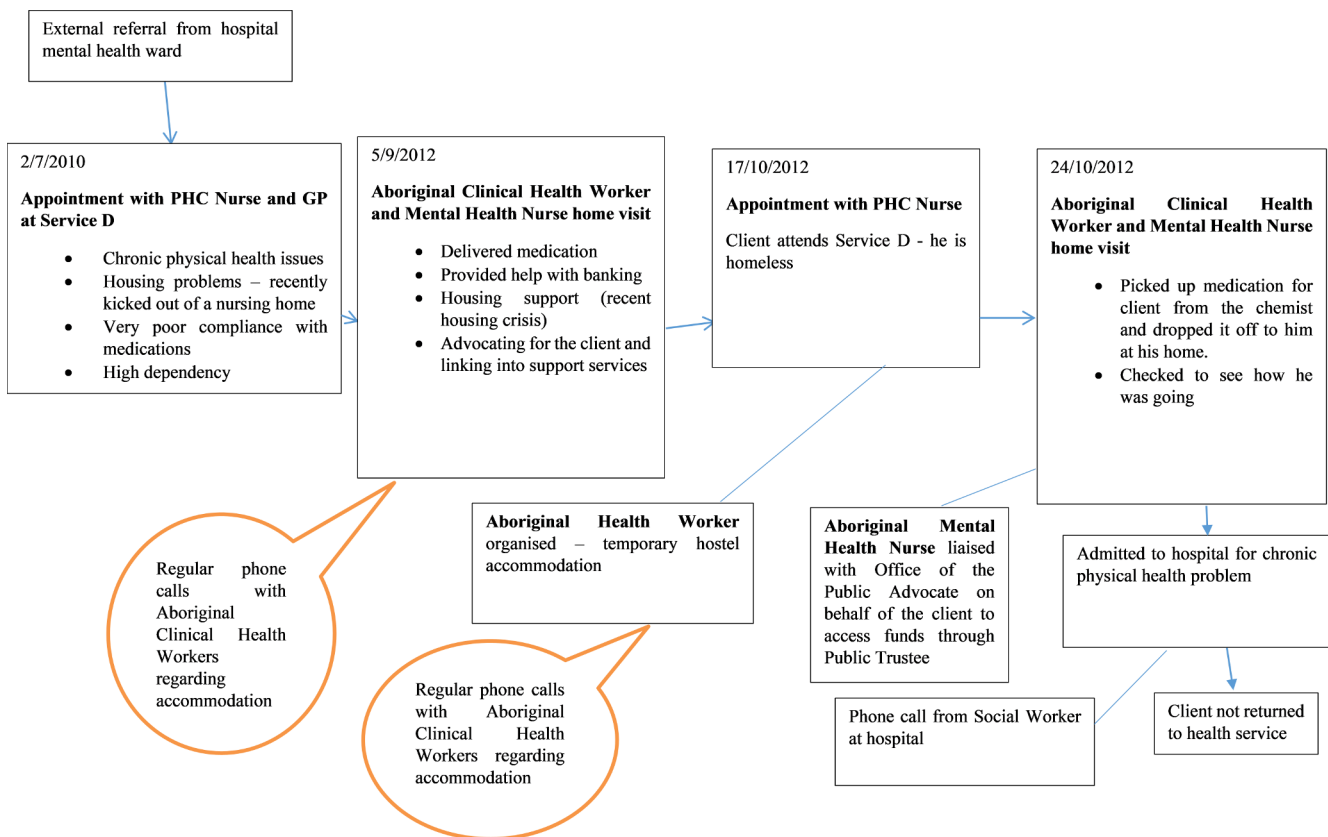 External referral from hospital
mental health ward
2/7/2010
Appointment with PHC Nurse and GP
at Service D
• Chronic physical health issues
• Housing problems – recently
kicked out of a nursing home
• Very poor compliance with
medications
• High dependency
5/9/2012
Aboriginal Clinical Health Worker
and Mental Health Nurse home visit
• Delivered medication
• Provided help with banking
• Housing support (recent
housing crisis)
• Advocating for the client and
linking into support services
17/10/2012
Appointment with PHC Nurse
Client attends Service D - he is
homeless
24/10/2012
Aboriginal Clinical Health
Worker and Mental Health Nurse
home visit
• Picked up medication for
client from the chemist
and dropped it off to him
at his home.
• Checked to see how he
was going
Regular phone
calls with
Aboriginal
Clinical Health
Workers
regarding
accommodation
Aboriginal Health Worker
organised – temporary hostel
accommodation
Regular phone calls
with Aboriginal
Clinical Health
Workers regarding
accommodation
Aboriginal Mental
Health Nurse liaised
with Office of the
Public Advocate on
behalf of the client to
access funds through
Public Trustee
Admitted to hospital for chronic
physical health problem
Phone call from Social Worker
at hospital
Client not returned
to health service